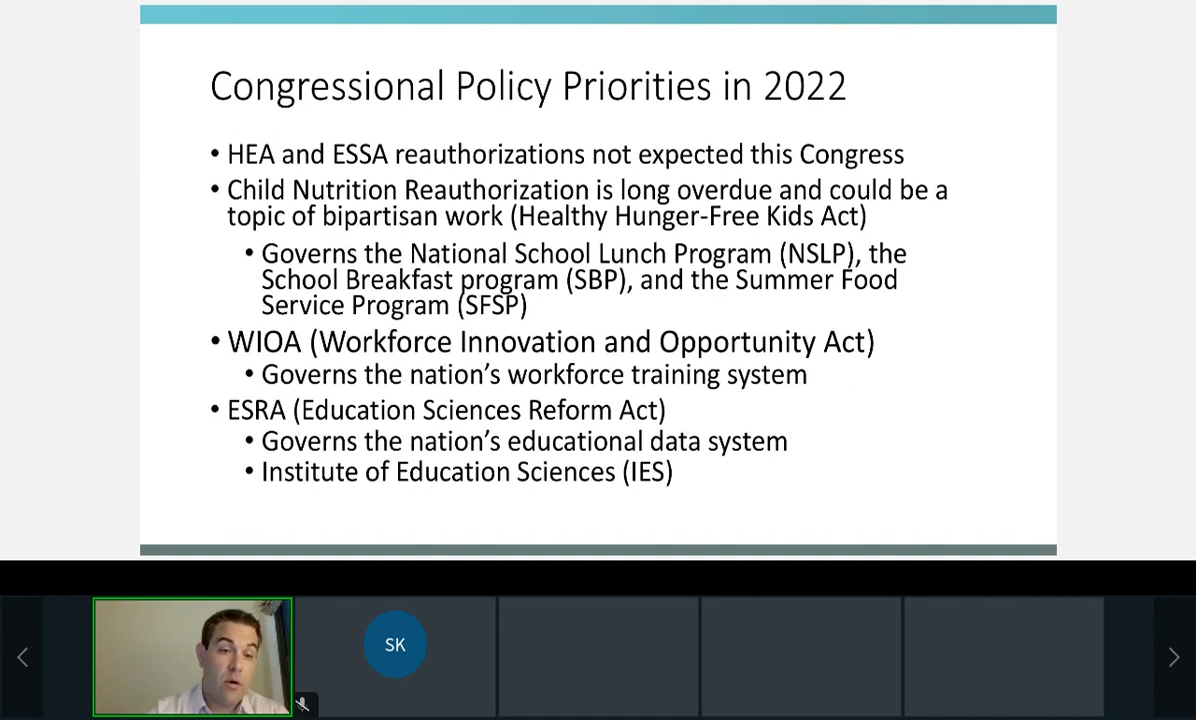 Congressional Policy Priorities in 2022
• HEA and ESSA reauthorizations not expected this Congress
• Child Nutrition Reauthorization is long overdue and could be a
topic of bipartisan work (Healthy Hunger-Free Kids Act)
• Governs the National School Lunch Program (NSLP), the
School Breakfast program (SBP), and the Summer Food
Service Program (SFSP)
• WIOA (Workforce Innovation and Opportunity Act)
• Governs the nation's workforce training system
• ESRA (Education Sciences Reform Act)
• Governs the nation's educational data system
• Institute of Education Sciences (IES)
SK